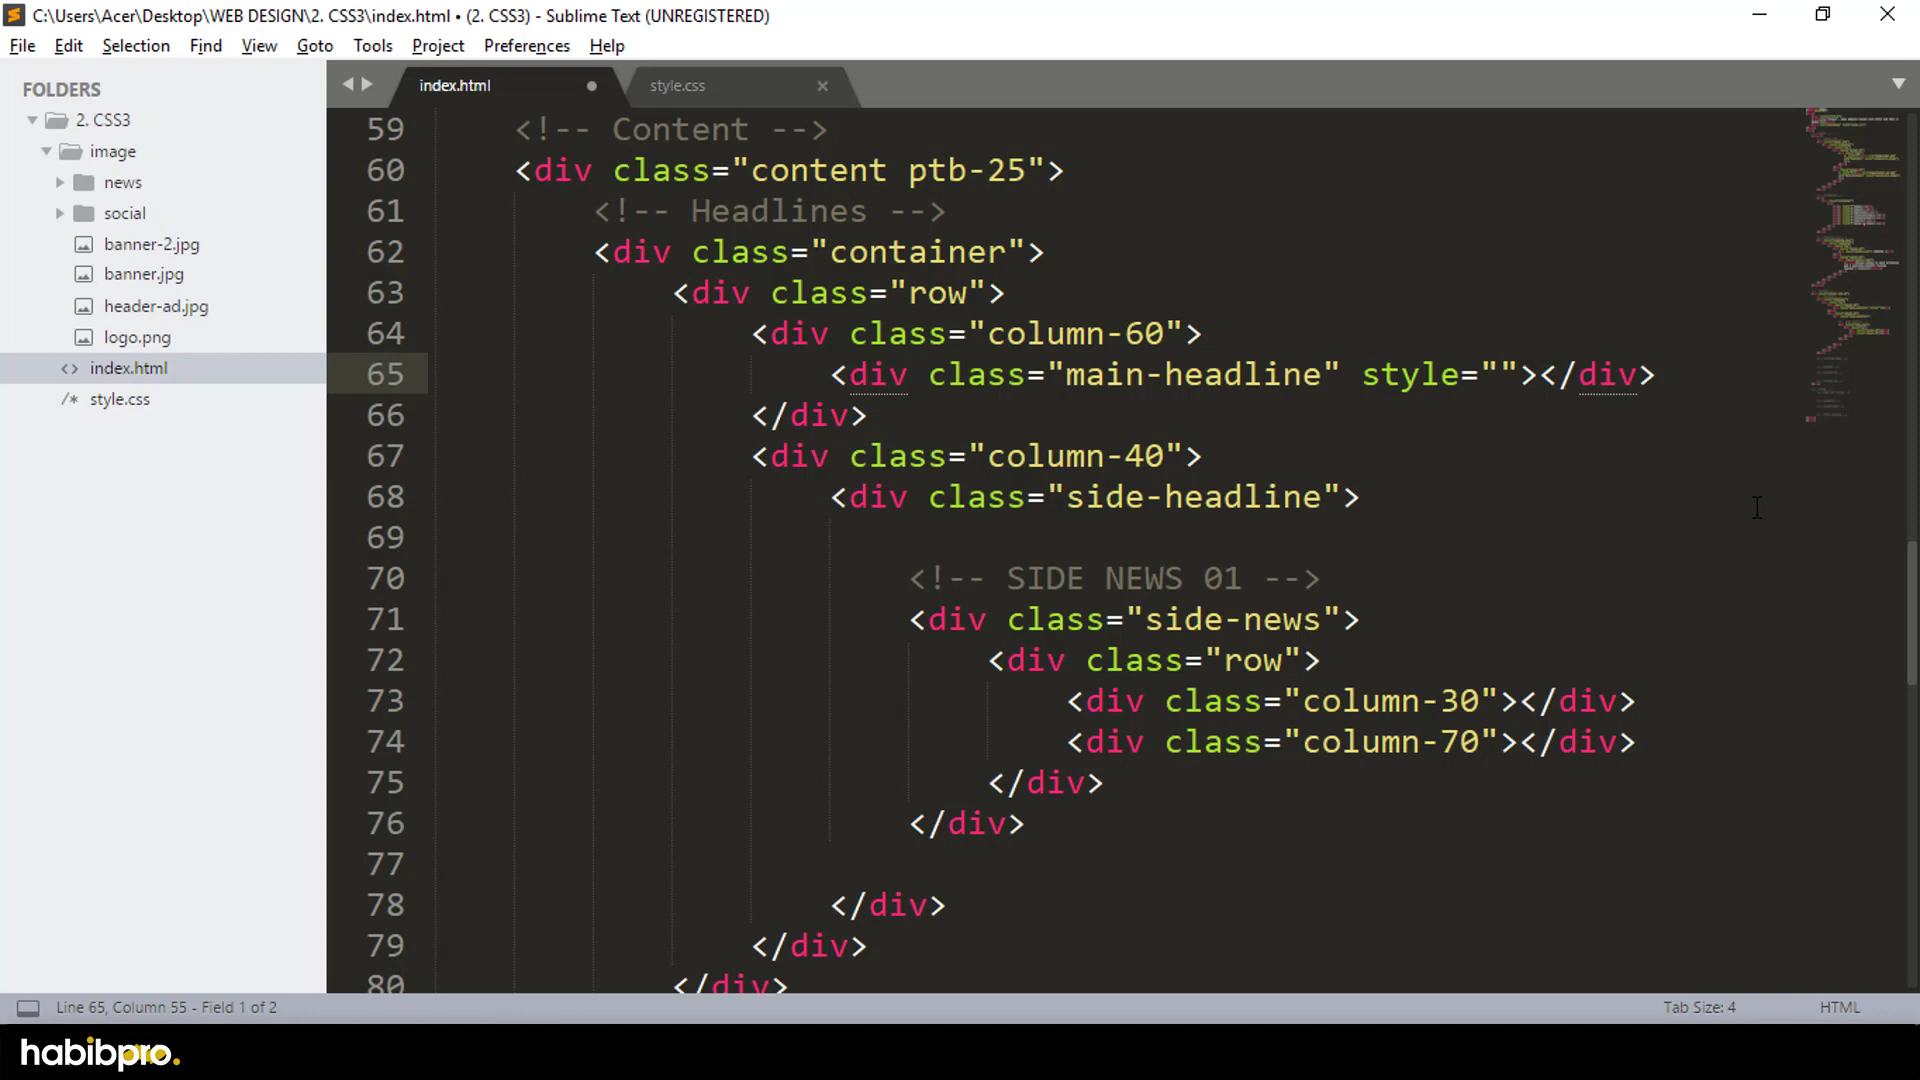 C:\Users\Acer\Desktop\WEB DESIGN\2. CSS3\index.html • (2. CSS3) - Sublime Text (UNREGISTERED)
File Edit Selection Find View Goto Tools Project Preferences Help
FOLDERS
2. CSS3
image
news
social
banner-2.jpg
banner.jpg
header-ad.jpg
logo.png
<> index.html
/* style.css
index.html
style.css
59 <!-- Content -->
60 <div class="content ptb-25">
61 <!-- Headlines -->
62 <div class="container">
63 <div class="row">
64 <div class="column-60">
65 <div class="main-headline" style=""></div>
66 </div>
67 <div class="column-40">
68 <div class="side-headline">
69
70 <!-- SIDE NEWS 01 -->
71 <div class="side-news">
72 <div class="row">
73 <div class="column-30"></div>
74 <div class="column-70"></div>
75 </div>
76 </div>
77
78 </div>
79 </div>
80 </div>
Line 65, Column 55 - Field 1 of 2
Tab Size: 4
HTML
habibpro.